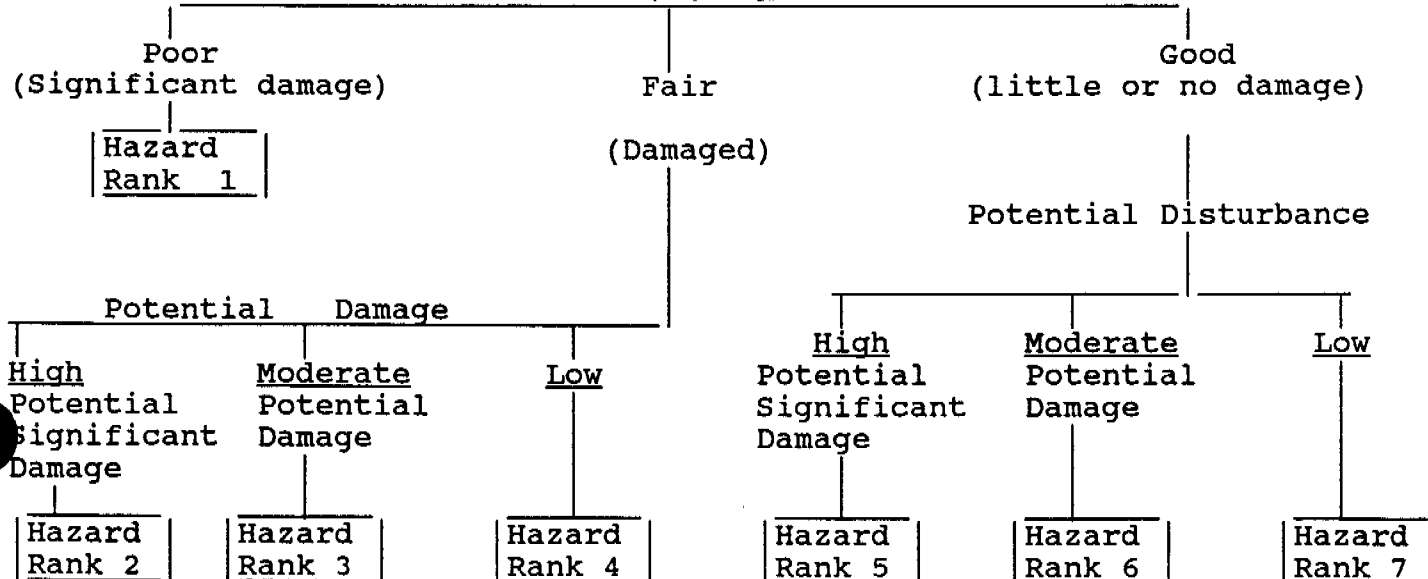 Poor
(Significant damage)
Hazard
Rank 1
Fair
(Damaged)
Good
(little or no damage)
Potential Disturbance
Potential Damage
High
Potential
Significant
Damage
Hazard
Rank 2
Moderate
Potential
Damage
Hazard
Rank 3
Low
Hazard
Rank 4
High
Potential
Significant
Damage
Hazard
Rank 5
Moderate
Potential
Damage
Hazard
Rank 6
Low
Hazard
Rank 7